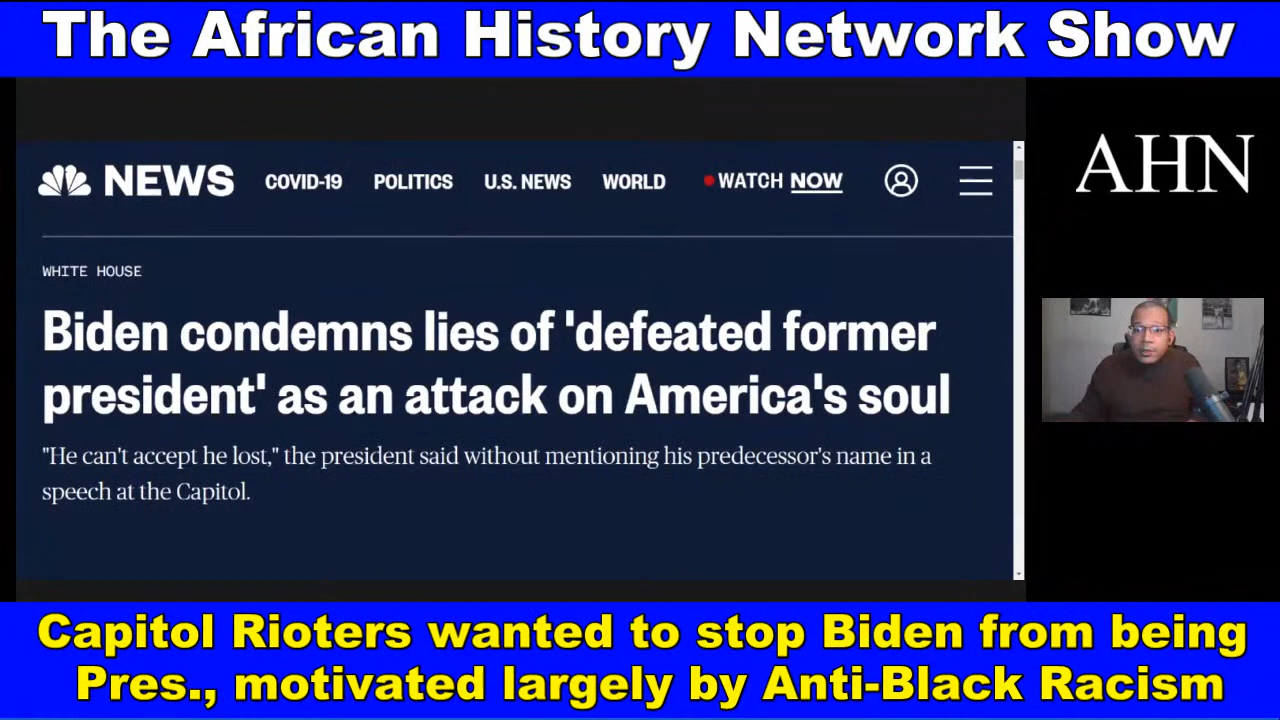 The African History Network Show
AHN
NEWS COVID-19 POLITICS U.S. NEWS WORLD WATCH NOW
WHITE HOUSE
Biden condemns lies of 'defeated former
president' as an attack on America's soul
"He can't accept he lost," the president said without mentioning his predecessor's name in a
speech at the Capitol.
Capitol Rioters wanted to stop Biden from being
Pres., motivated largely by Anti-Black Racism